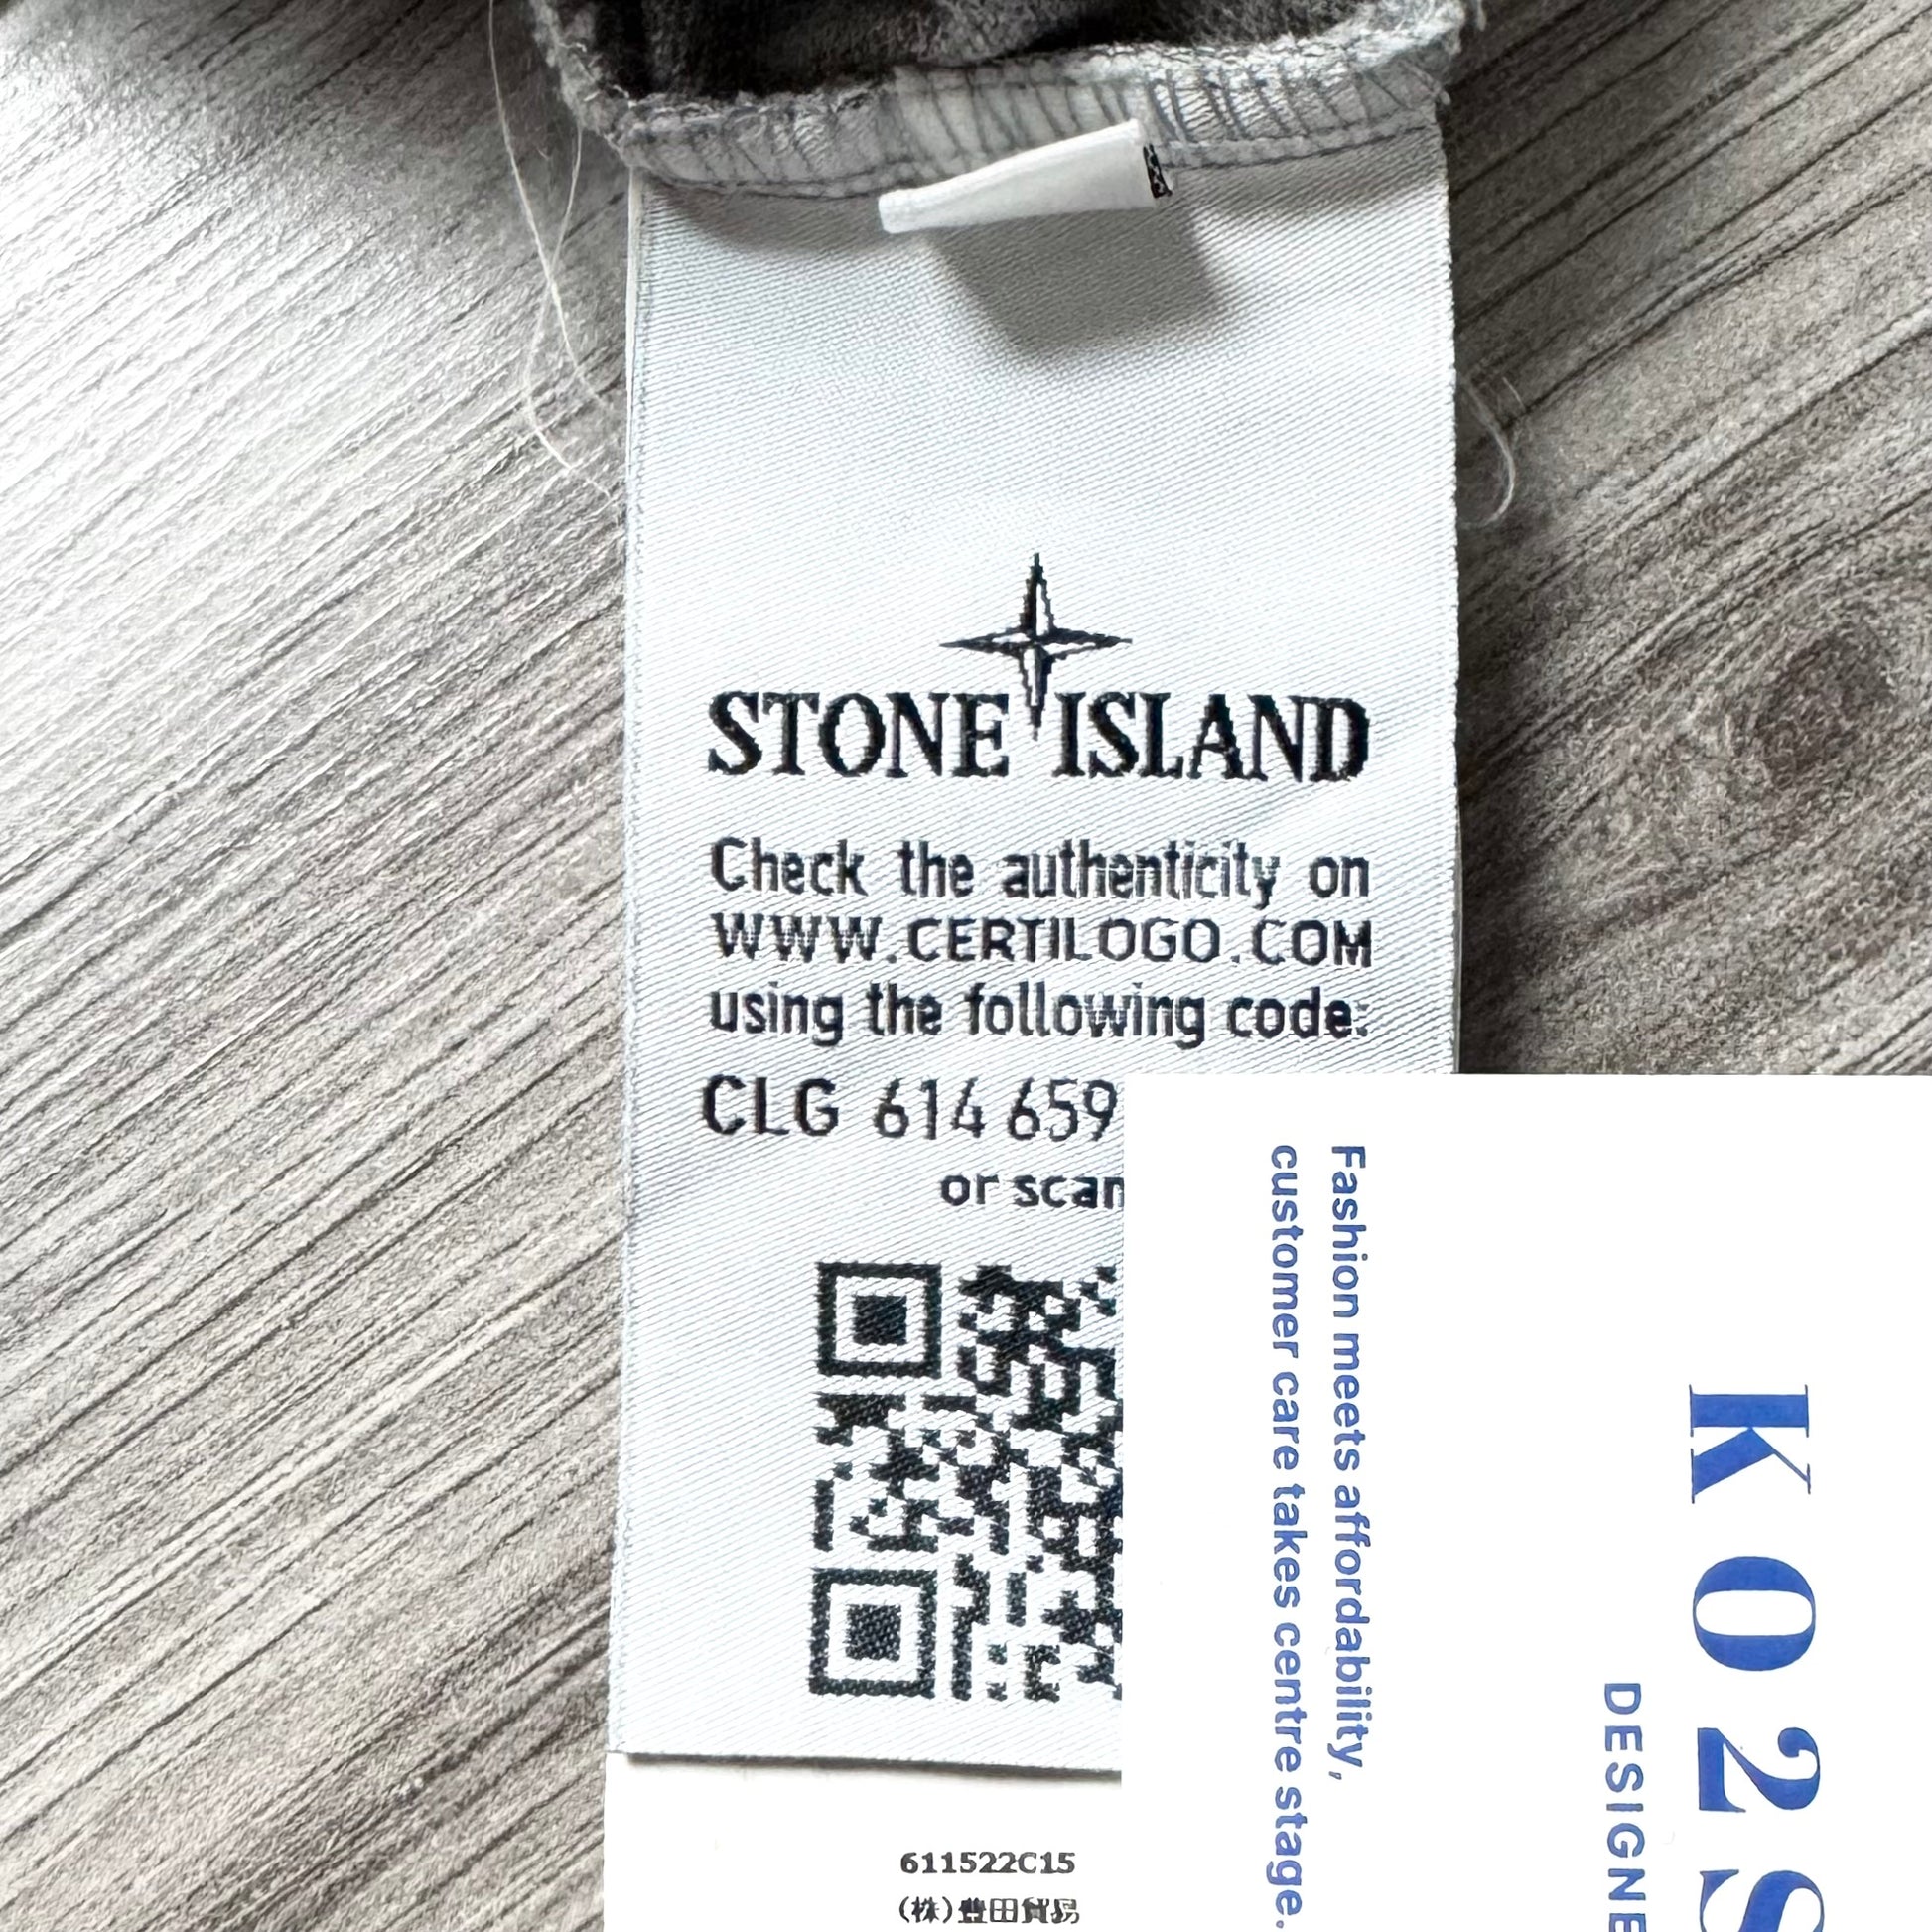 STONE ISLAND
Check the authenticity on
WWW.CERTILOGO.COM
using the following code:
CLG 614 659
or scan
611522C15
(株)豊田貿易
Fashion meets affordability,
customer care takes centre stage.
KO2S
DESIGNE